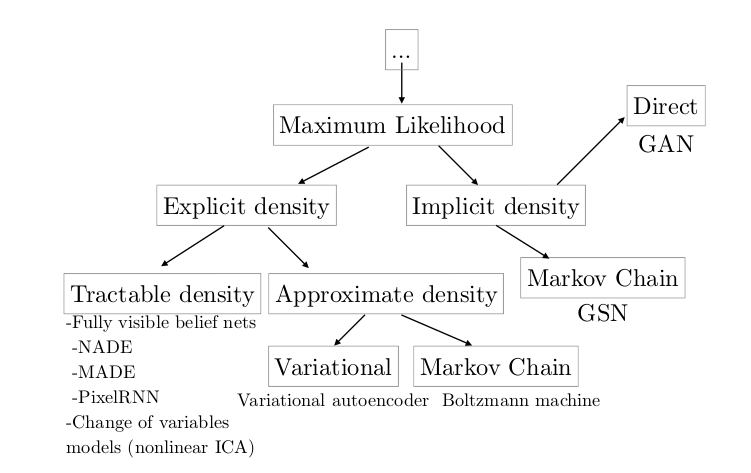 ...
Maximum Likelihood
Direct
GAN
Explicit density
Implicit density
Tractable density
-Fully visible belief nets
-NADE
-MADE
-PixelRNN
-Change of variables
models (nonlinear ICA)
Approximate density
Variational
Variational autoencoder
Markov Chain
Boltzmann machine
Markov Chain
GSN